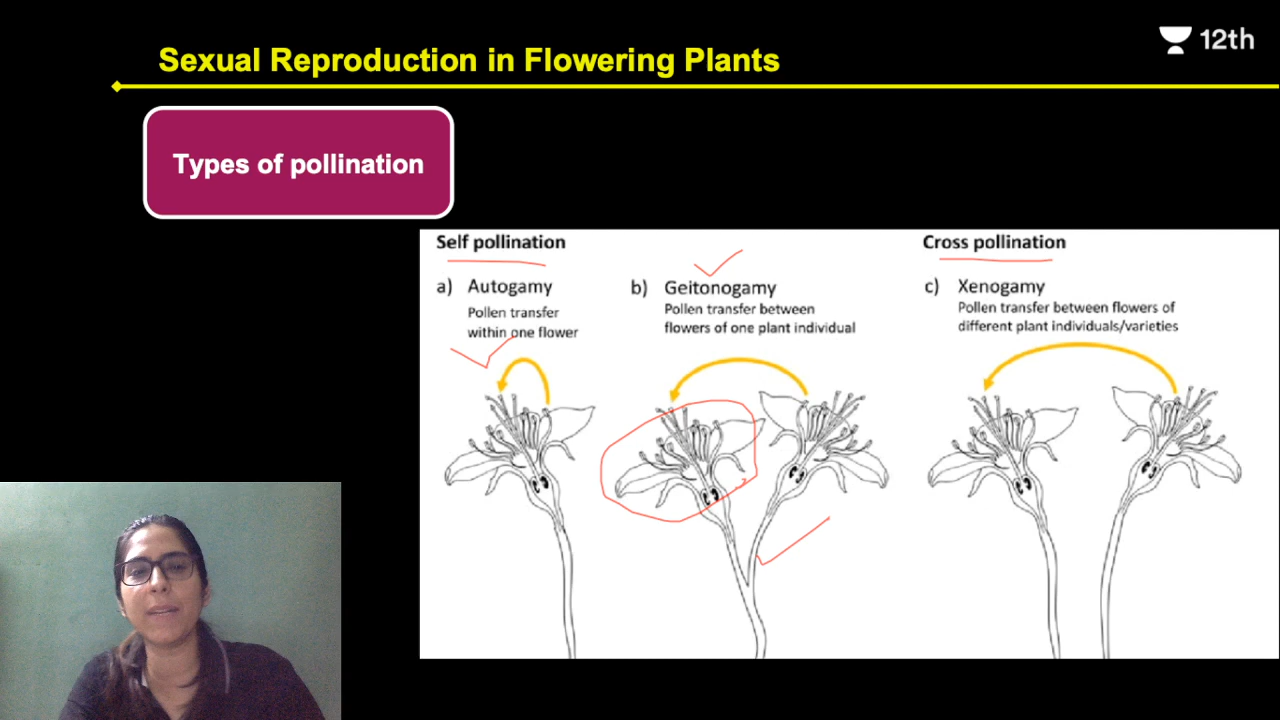 12th
Sexual Reproduction in Flowering Plants
Types of pollination
Self pollination
a) Autogamy
Pollen transfer
within one flower
b) Geitonogamy
Pollen transfer between
flowers of one plant individual
Cross pollination
c) Xenogamy
Pollen transfer between flowers of
different plant individuals/varieties